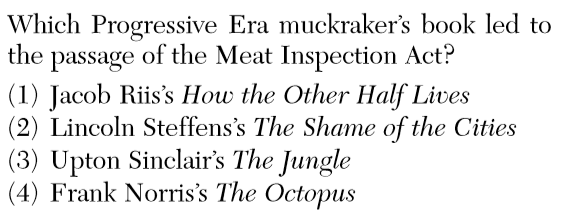 Which Progressive Era muckraker's book led to
the passage of the Meat Inspection Act?
(1) Jacob Riis's How the Other Half Lives
(2) Lincoln Steffens's The Shame of the Cities
(3) Upton Sinclair's The Jungle
(4) Frank Norris's The Octopus